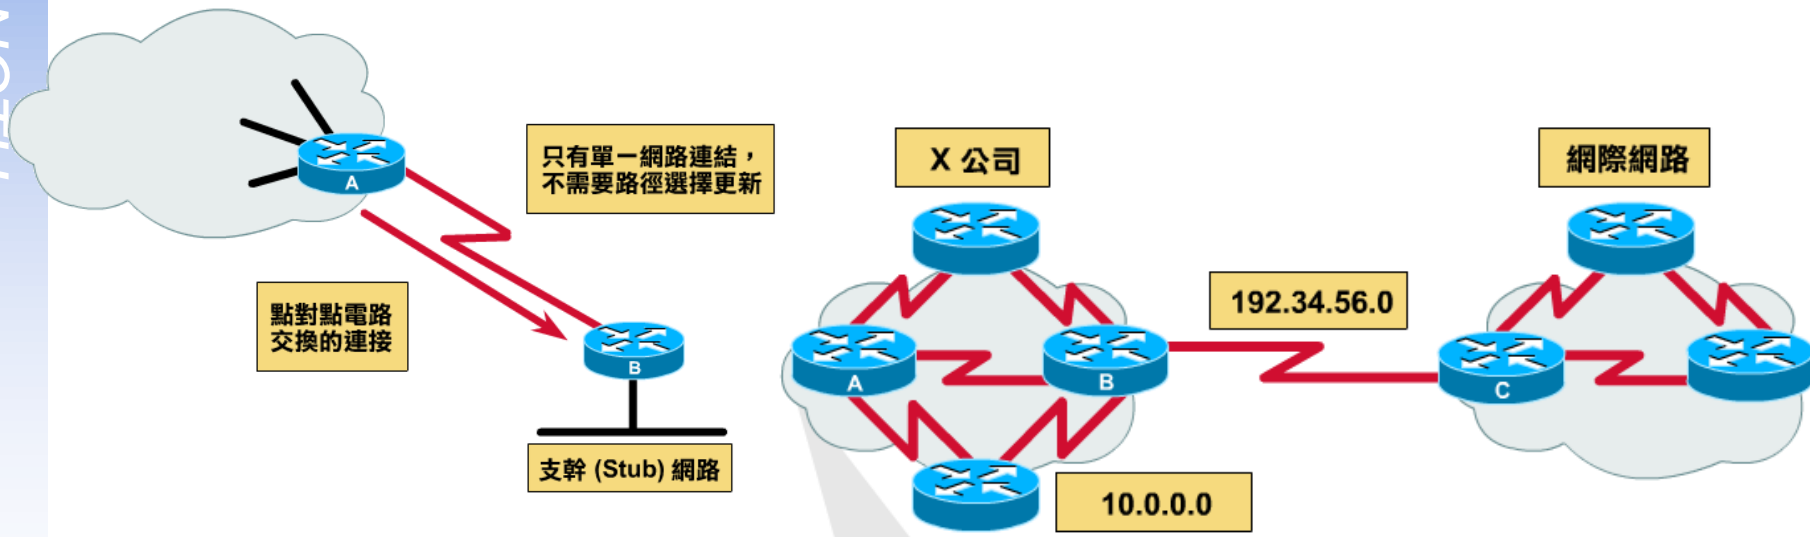 A
只有單一網路連結，
不需要路徑選擇更新
點對點電路
交換的連接
B
支幹 (Stub) 網路
X 公司
網際網路
192.34.56.0
A
B
C
10.0.0.0